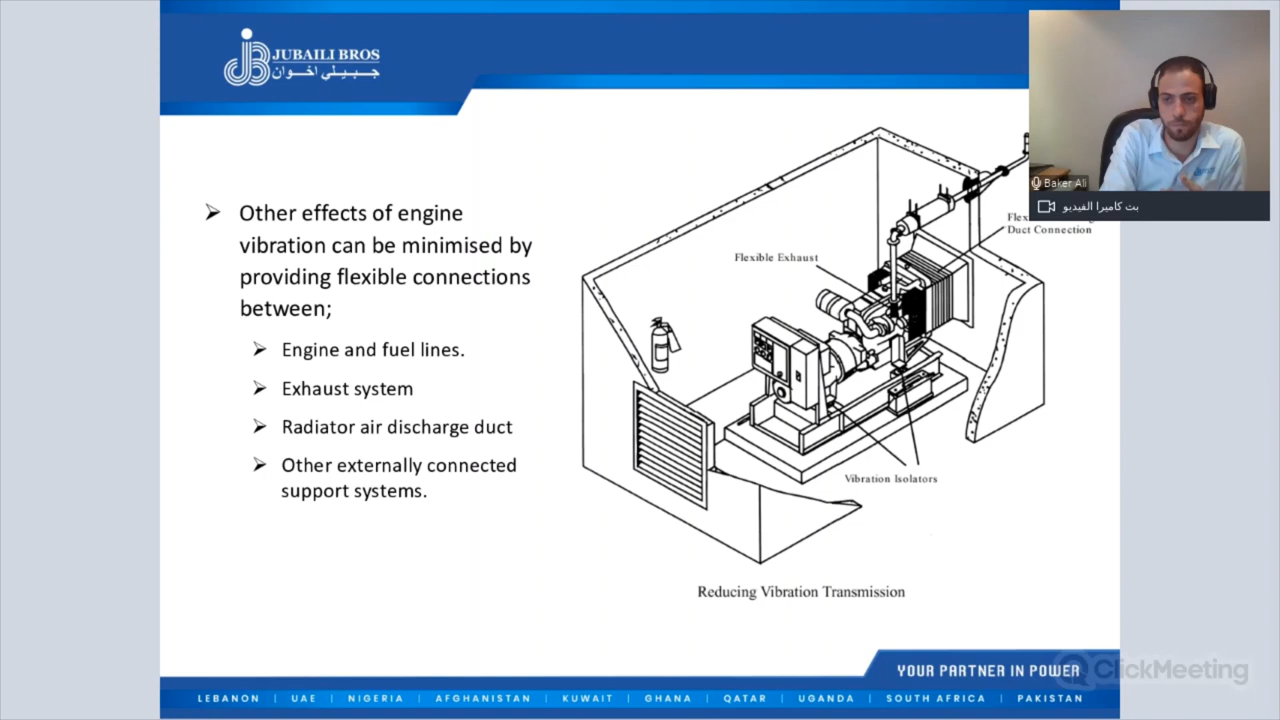 JUBAILI BROS
جبيلي اخوان
Baker Ali
بث كاميرا الفيديو
Other effects of engine
vibration can be minimised by
providing flexible connections
between;
Engine and fuel lines.
Exhaust system
Radiator air discharge duct
Other externally connected
support systems.
Duct Connection
Flexible Exhaust
Vibration Isolators
Reducing Vibration Transmission
YOUR PARTNER IN POWER
ClickMeeting
LEBANON | UAE | NIGERIA | AFGHANISTAN | KUWAIT | GHANA | QATAR | UGANDA | SOUTH AFRICA | PAKISTAN